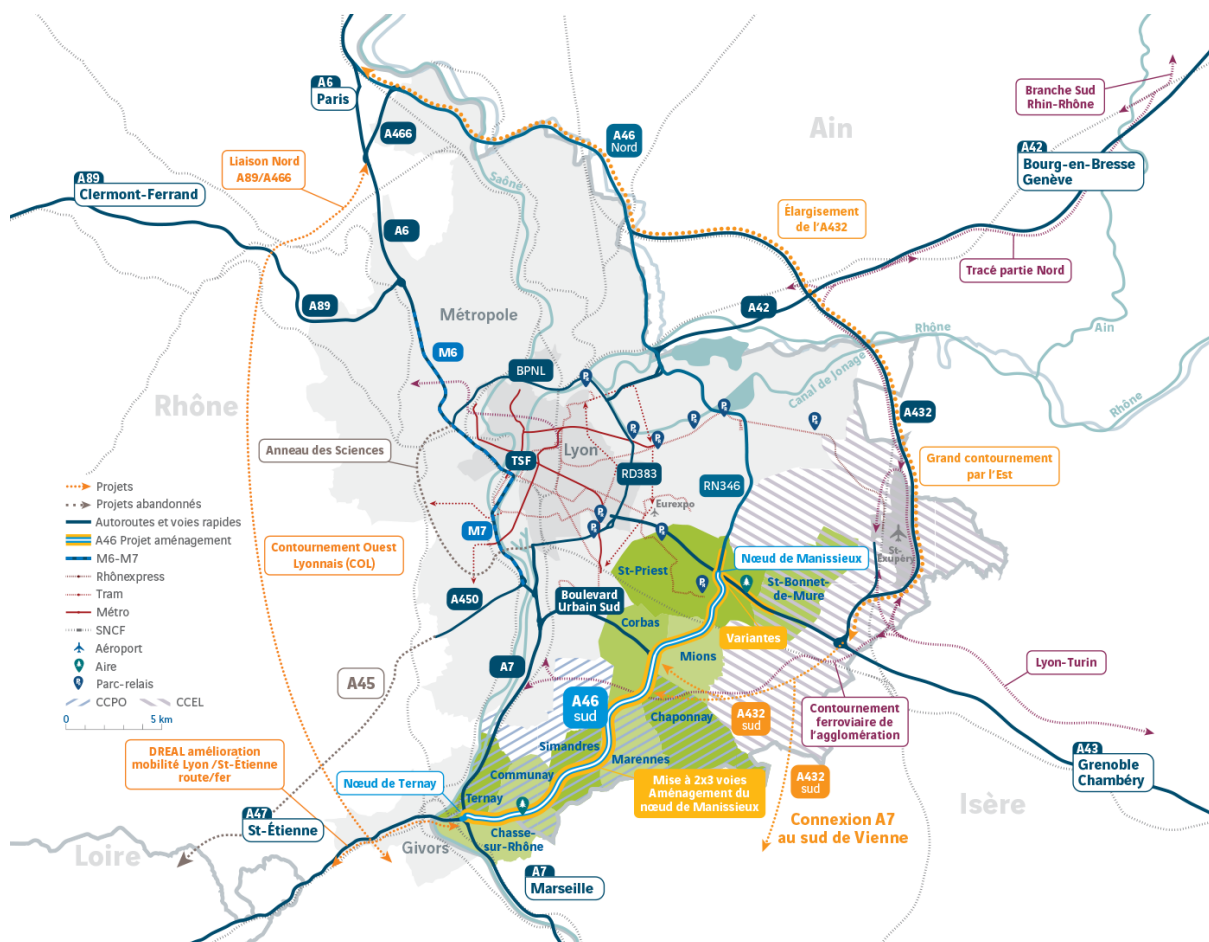 A6
Paris
A466
A46
Nord
Ain
Branche Sud
Rhin-Rhône
A42
Bourg-en-Bresse
Genève
Liaison Nord
A89/A466
Saône
A89
Clermont-Ferrand
A6
Élargisement
de l'A432
Tracé partie Nord
A89
Métropole
A42
Rhône
Ain
M6
BPNL
Canal de Jonage
Rhône
Rhône
A432
Anneau des Sciences
TSF
Lyon
RD383
RN346
Grand contournement
par l'Est
Projets
Projets abandonnés
Autoroutes et voies rapides
A46 Projet aménagement
M6-M7
Rhônexpress
Tram
Métro
SNCF
Aéroport
Aire
Parc-relais
CCPO
CCEL
0
5 km
Eurexpo
M7
Contournement Ouest
Lyonnais (COL)
St-
Exupéry
Nœud de Manissieux
St-Priest
St-Bonnet-
de-Mure
A450
Boulevard
Urbain Sud
Corbas
Variantes
Mions
A7
Lyon-Turin
A45
A46
sud
Chaponnay
A432
sud
Contournement
ferroviaire de
l'agglomération
Simandres
Marennes
DREAL amélioration
mobilité Lyon /St-Étienne
route/fer
Nœud de Ternay
Communay
Mise à 2x3 voies
Aménagement du
nœud de Manissieux
A432
sud
A43
Grenoble
Chambéry
Ternay
Isère
A47
St-Étienne
Connexion A7
au sud de Vienne
Chasse-
sur-Rhône
Givors
Loire
A7
Marseille